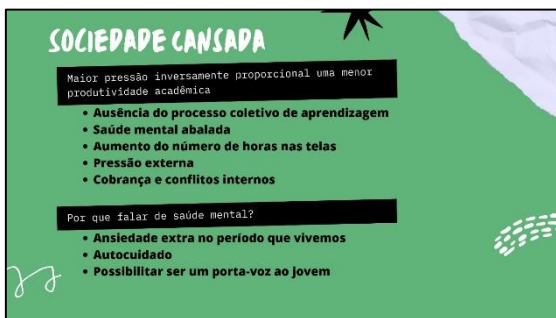 SOCIEDADE CANSADA
Maior pressão inversamente proporcional uma menor
produtividade acadêmica
• Ausência do processo coletivo de aprendizagem
• Saúde mental abalada
• Aumento do número de horas nas telas
• Pressão externa
• Cobrança e conflitos internos
Por que falar de saúde mental?
• Ansiedade extra no período que vivemos
• Autocuidado
• Possibilitar ser um porta-voz ao jovem